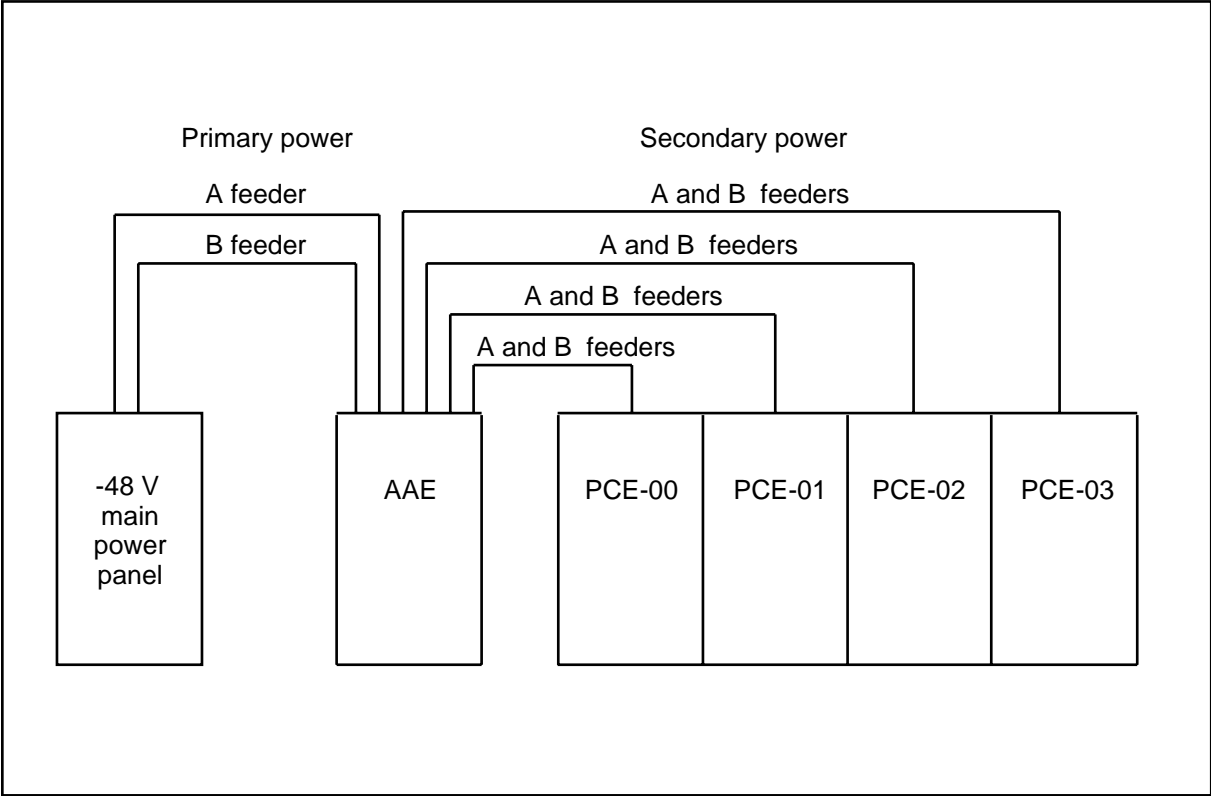 Primary power
Secondary power
A feeder
A and B feeders
B feeder
A and B feeders
A and B feeders
A and B feeders
-48 V
main
power
panel
AAE
PCE-00
PCE-01
PCE-02
PCE-03